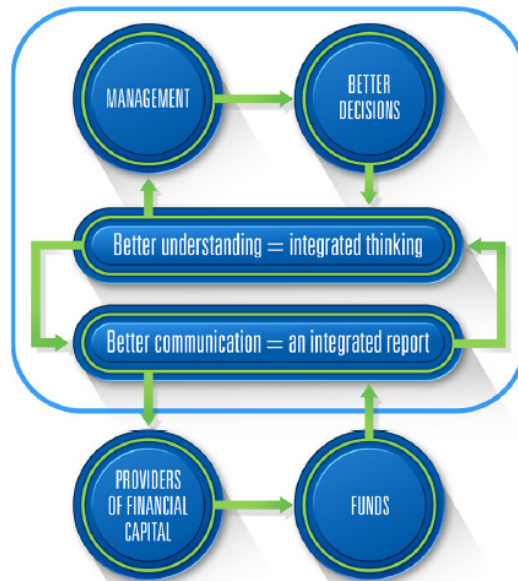 MANAGEMENT
BETTER
DECISIONS
Better understanding = integrated thinking
Better communication = an integrated report
PROVIDERS
OF FINANCIAL
CAPITAL
FUNDS